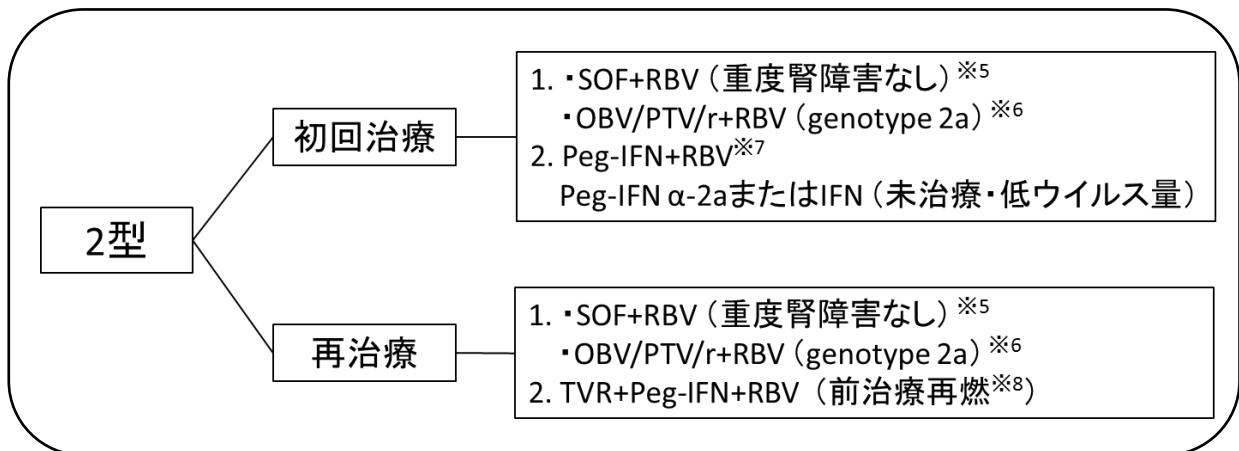 2型
初回治療
1. ・SOF+RBV（重度腎障害なし）※5
・OBV/PTV/r+RBV（genotype 2a）※6
2. Peg-IFN+RBV※7
Peg-IFN α-2aまたはIFN（未治療・低ウイルス量）
再治療
1. ・SOF+RBV（重度腎障害なし）※5
・OBV/PTV/r+RBV（genotype 2a）※6
2. TVR+Peg-IFN+RBV（前治療再燃※8）